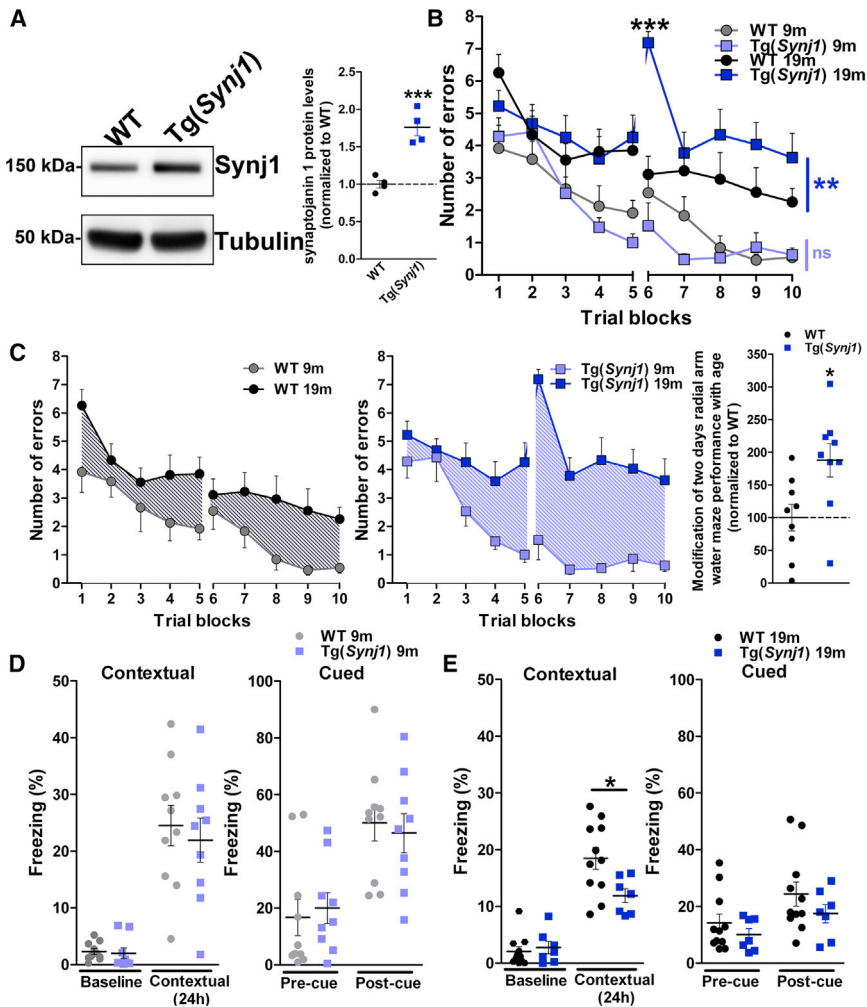 A
WT
Tg(Synj1)
150 kDa-
Synj1
50 kDa-
Tubulin
synaptojanin 1 protein levels
(normalized to WT)
2.5
2.0
1.5
1.0
0.5
0.0
***
WT
Tg(Synj1)
B
Number of errors
8
7
6
5
4
3
2
1
0
***
WT 9m
Tg(Synj1) 9m
WT 19m
Tg(Synj1) 19m
**
ns
1 2 3 4 5 6 7 8 9 10
Trial blocks
C
Number of errors
8
7
6
5
4
3
2
1
0
WT 9m
WT 19m
1 2 3 4 5 6 7 8 9 10
Trial blocks
Number of errors
8
7
6
5
4
3
2
1
0
Tg(Synj1) 9m
Tg(Synj1) 19m
1 2 3 4 5 6 7 8 9 10
Trial blocks
WT
Tg(Synj1)
Modification of two days radial arm
water maze performance with age
(normalized to WT)
350
300
250
200
150
100
50
0
*
D
WT 9m
Tg(Synj1) 9m
Contextual
Freezing (%)
50
40
30
20
10
0
Baseline
Contextual
(24h)
Cued
Freezing (%)
100
80
60
40
20
0
Pre-cue
Post-cue
E
WT 19m
Tg(Synj1) 19m
Contextual
Freezing (%)
50
40
30
20
10
0
*
Baseline
Contextual
(24h)
Cued
Freezing (%)
100
80
60
40
20
0
Pre-cue
Post-cue